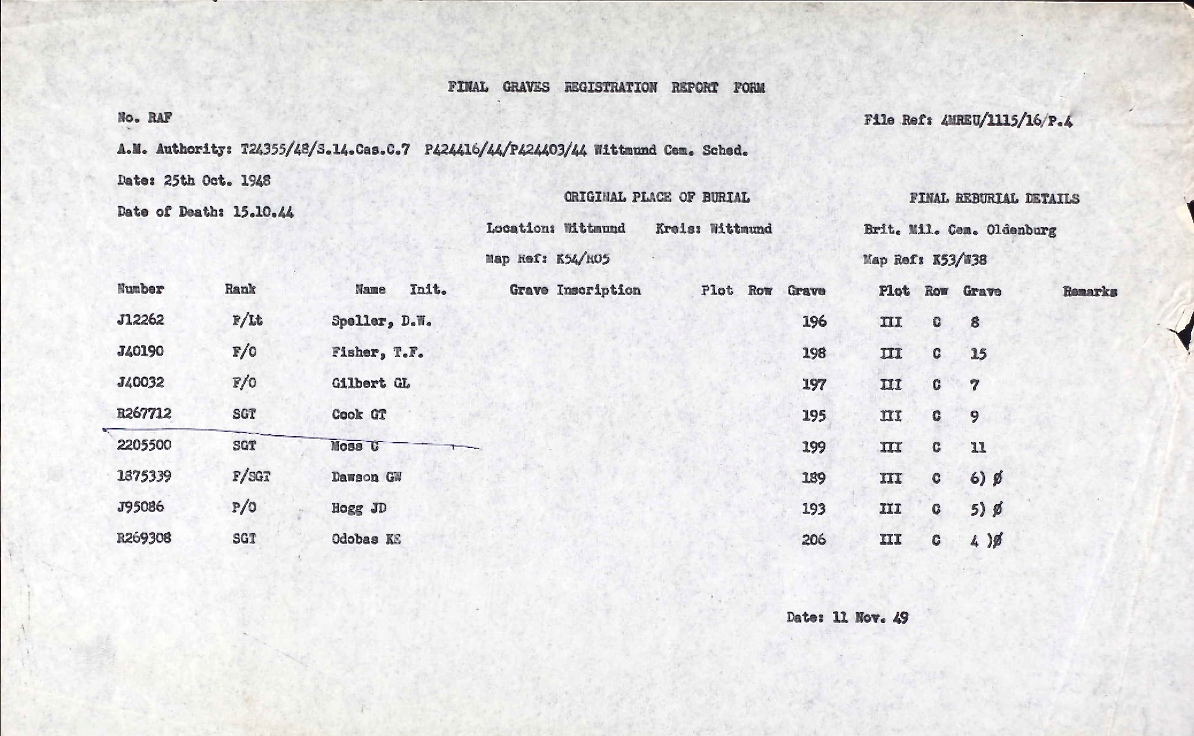 FINAL GRAVES REGISTRATION REPORT FORM
No. RAF File Ref: 4MREU/1115/16/P.4
A.M. Authority: T24355/48/S.14.Cas.C.7 P424416/44/P424403/44 Wittmund Cem. Sched.
Date: 25th Oct. 1948
ORIGINAL PLACE OF BURIAL FINAL REBURIAL DETAILS
Date of Death: 15.10.44
Location: Wittmund Kreis: Wittmund Brit. Mil. Cem. Oldenburg
Map Ref: K54/R05 Map Ref: K53/W38
Number Rank Name Init. Grave Inscription Plot Row Grave Plot Row Grave Remarks
J12262 F/Lt Speller, D.W. 196 III C 8
J40190 F/O Fisher, T.F. 198 III C 15
J40032 F/O Gilbert GL 197 III C 7
R267712 SGT Cook GT 195 III C 9
2205500 SGT Moss C 199 III C 11
1875339 F/SGT Dawson GW 189 III C 6) Ø
J95086 P/O Hogg JD 193 III C 5) Ø
R269308 SGT Odobas KE 206 III C 4 )Ø
Date: 11 Nov. 49